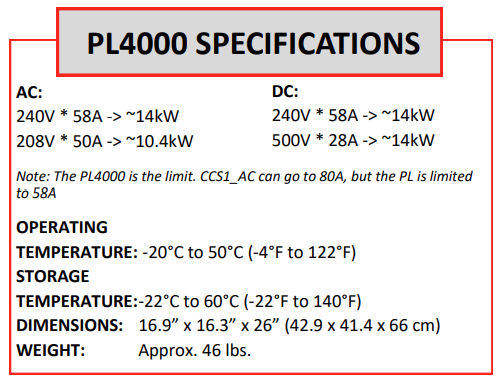 PL4000 SPECIFICATIONS
AC: DC:
240V * 58A -> ~14kW 240V * 58A -> ~14kW
208V * 50A -> ~10.4kW 500V * 28A -> ~14kW
Note: The PL4000 is the limit. CCS1_AC can go to 80A, but the PL is limited
to 58A
OPERATING
TEMPERATURE: -20°C to 50°C (-4°F to 122°F)
STORAGE
TEMPERATURE:-22°C to 60°C (-22°F to 140°F)
DIMENSIONS: 16.9” x 16.3” x 26” (42.9 x 41.4 x 66 cm)
WEIGHT: Approx. 46 lbs.